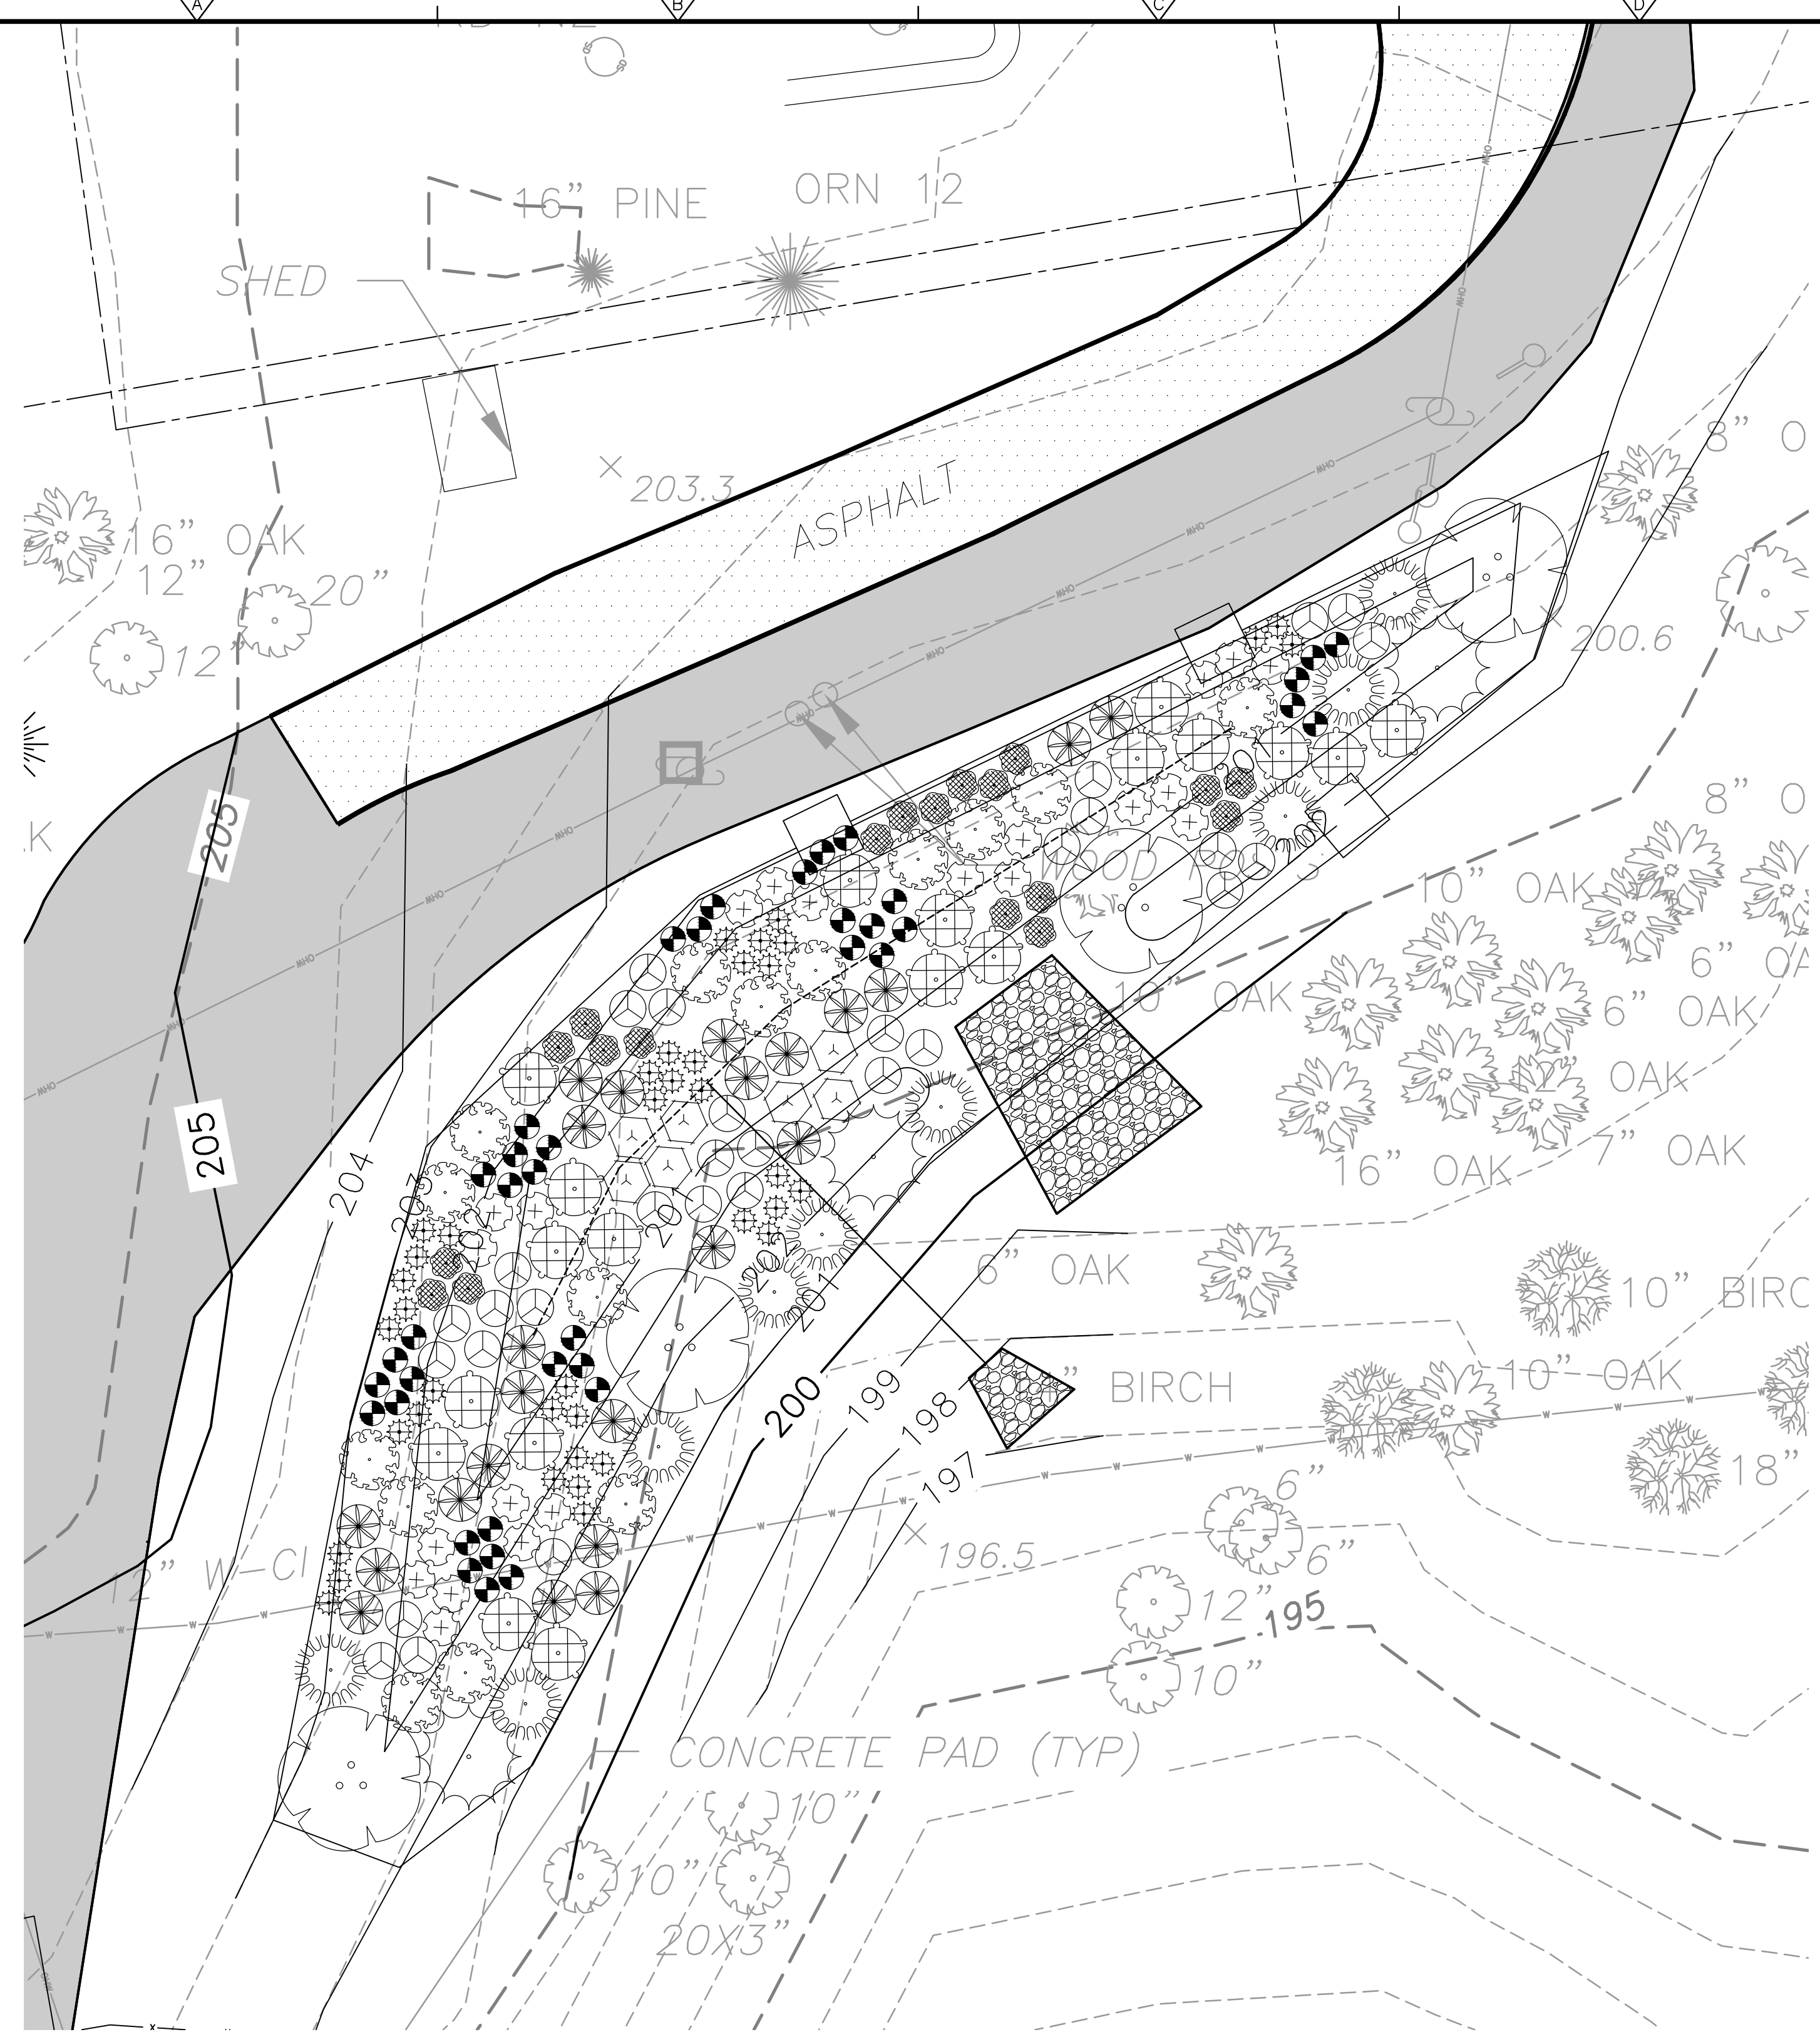 A
B
C
D
16" PINE
ORN 12
SHED
203.3
ASPHALT
8" O
16" OAK
12"
20"
12"
200.6
205
8" O
10" OAK
6" OA
OAK
6" OAK
205
204
12" OAK
7" OAK
16" OAK
203
202
201
202
201
6" OAK
10" BIRC
200
199
198
197
BIRCH
10" OAK
6"
18"
12" W-CI
196.5
6"
12"
195
10"
CONCRETE PAD (TYP)
10"
10"
20X3"
OHW
W